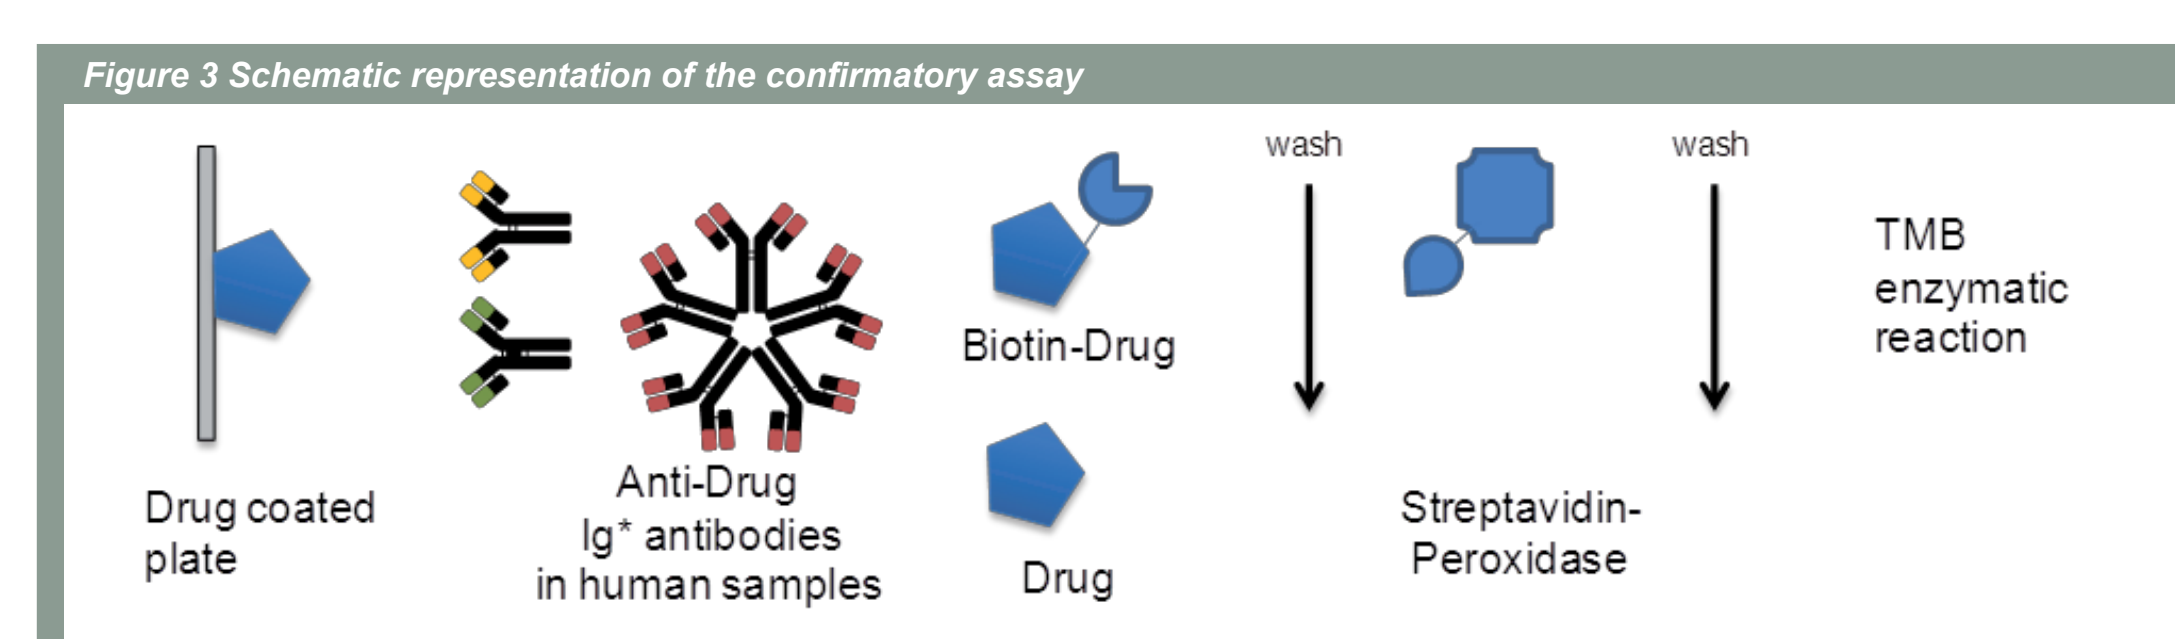 Figure 3 Schematic representation of the confirmatory assay
wash
wash
TMB
enzymatic
reaction
Biotin-Drug
Drug coated
plate
Anti-Drug
Ig* antibodies
in human samples
Drug
Streptavidin-
Peroxidase